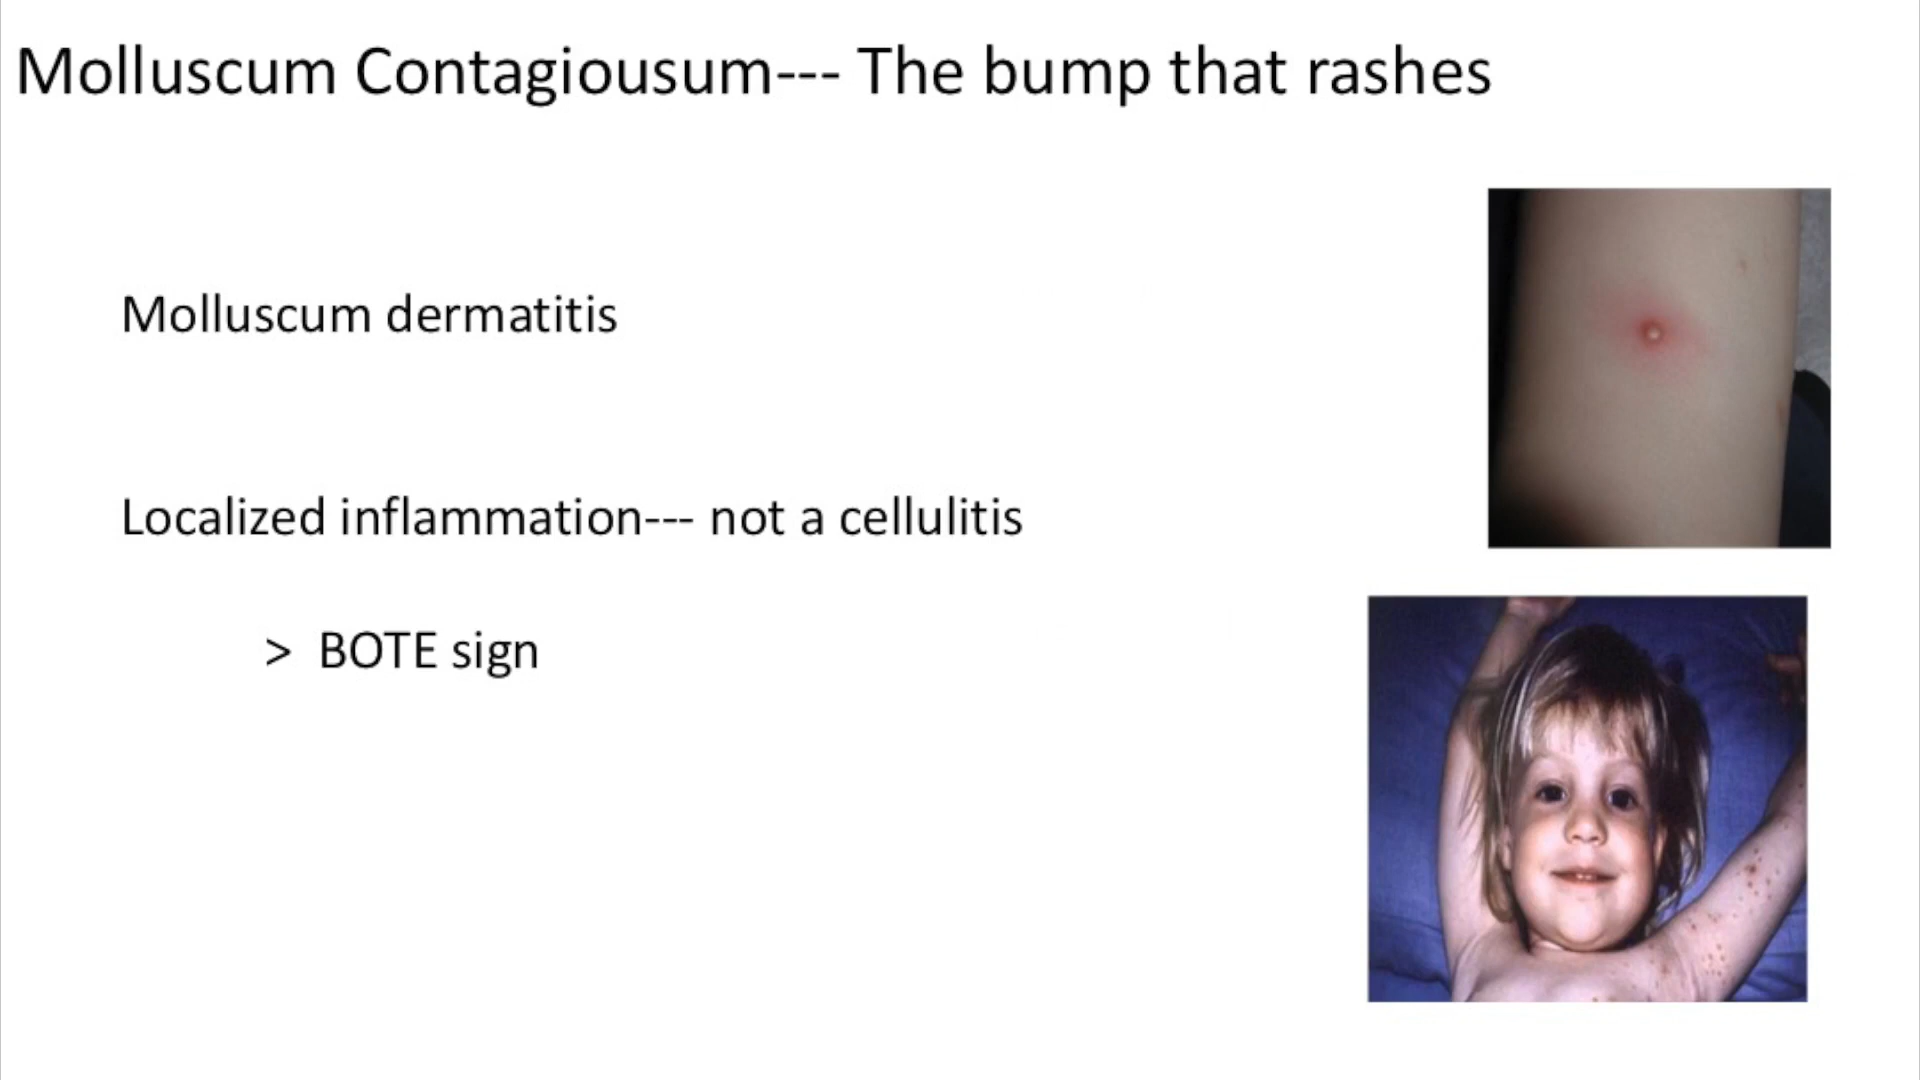 Molluscum Contagiousum--- The bump that rashes
Molluscum dermatitis
Localized inflammation--- not a cellulitis
> BOTE sign